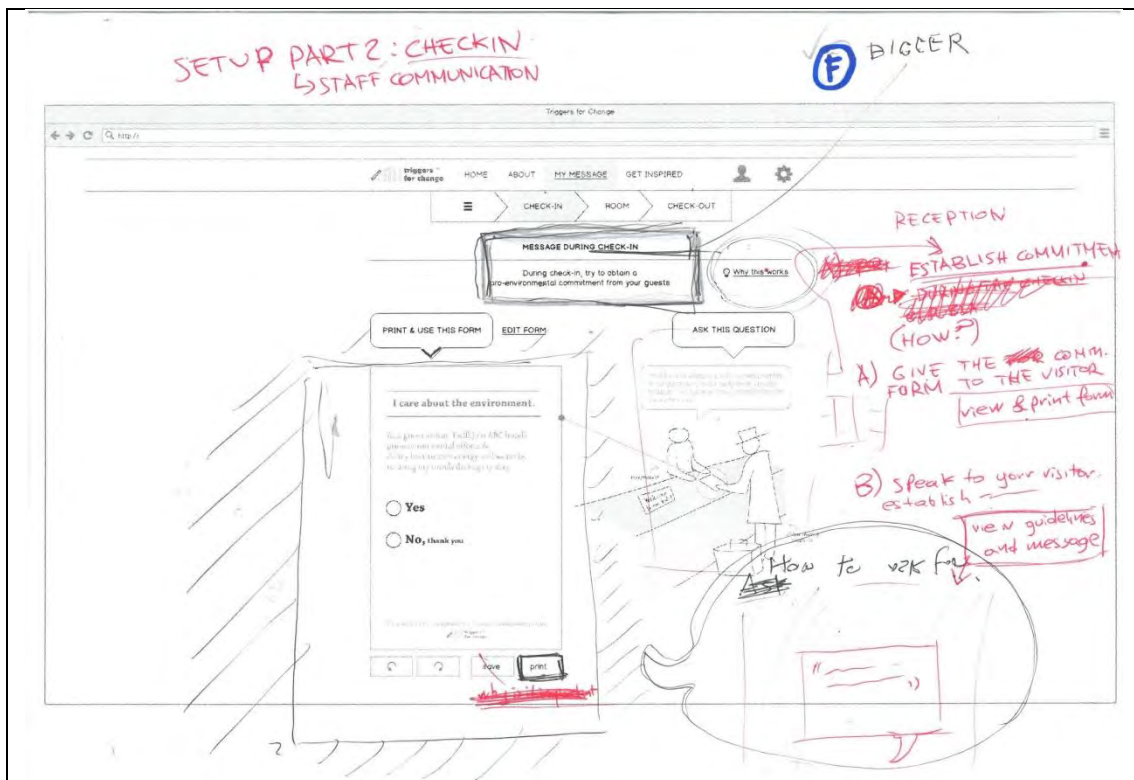 SETUP PART 2: CHECKIN
↳ STAFF COMMUNICATION
F BIGGER
Triggers for Change
http://
triggers
for change
HOME ABOUT MY MESSAGE GET INSPIRED
CHECK-IN ROOM CHECK-OUT
MESSAGE DURING CHECK-IN
During check-in, try to obtain a
pro-environmental commitment from your guests
Why this works
RECEPTION
ESTABLISH COMMITMEN
(HOW?)
A) GIVE THE COMM.
FORM TO THE VISITOR
view & print form
B) speak to your visitor.
establish
view guidelines
and message
PRINT & USE THIS FORM EDIT FORM
ASK THIS QUESTION
I care about the environment.
Yes
No, thank you
save print
How to ask for